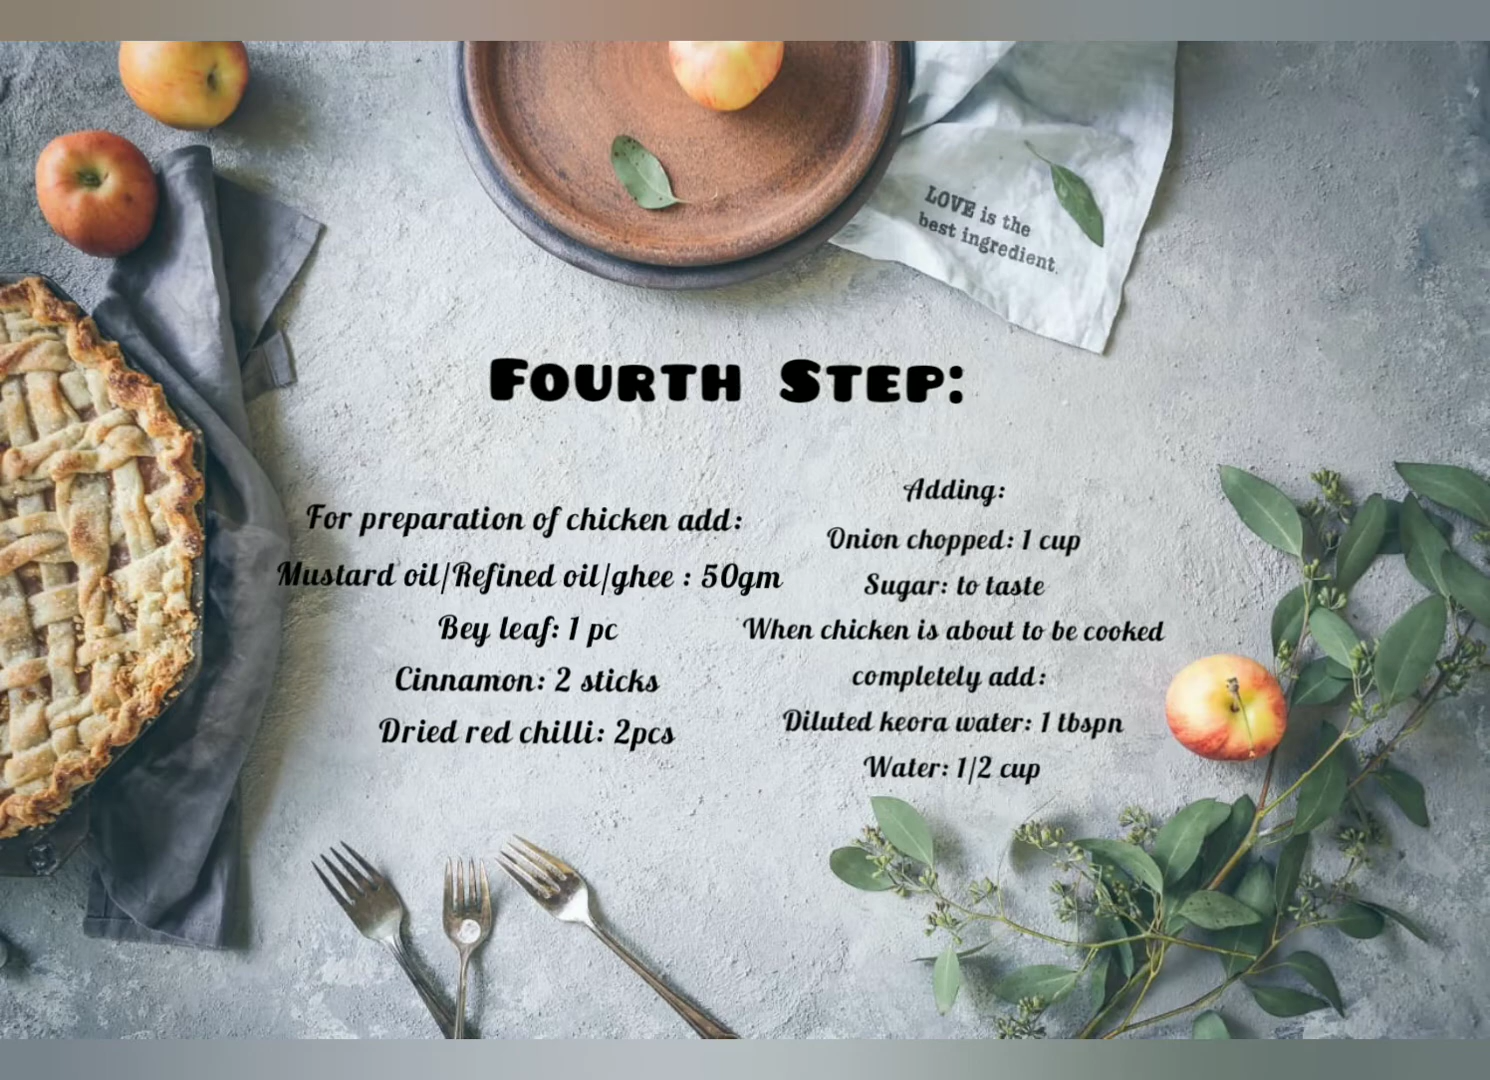 LOVE is the
best ingredient.
FOURTH STEP:
For preparation of chicken add:
Mustard oil/Refined oil/ghee : 50gm
Bey leaf: 1 pc
Cinnamon: 2 sticks
Dried red chilli: 2pcs
Adding:
Onion chopped: 1 cup
Sugar: to taste
When chicken is about to be cooked
completely add:
Diluted keora water: 1 tbspn
Water: 1/2 cup